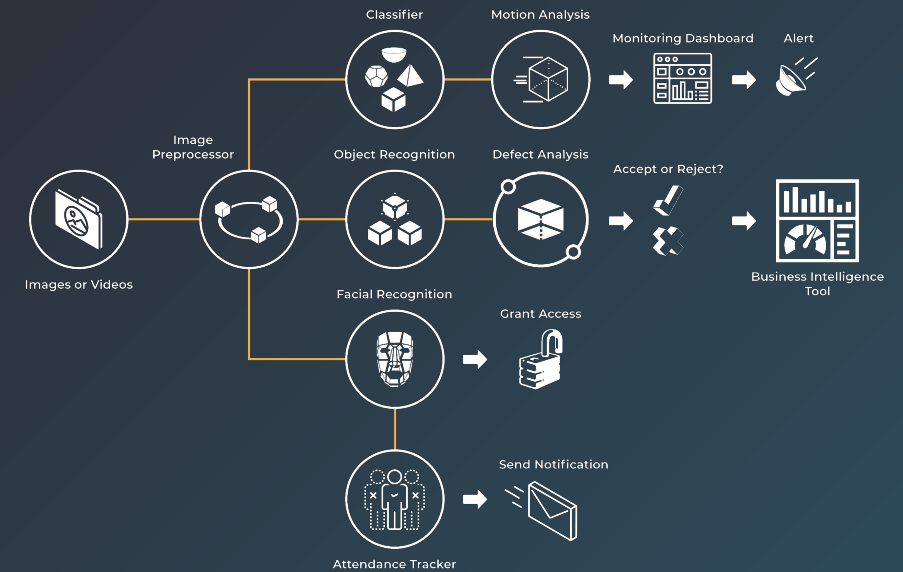 Classifier
Motion Analysis
Monitoring Dashboard
Alert
Image
Preprocessor
Object Recognition
Defect Analysis
Accept or Reject?
Images or Videos
Business Intelligence
Tool
Facial Recognition
Grant Access
Send Notification
Attendance Tracker